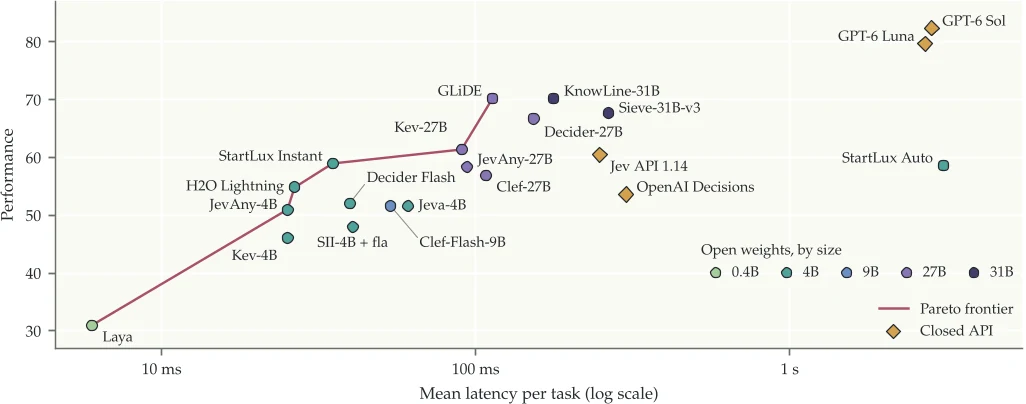 GPT-6 Sol
GPT-6 Luna
80
GLiDE
KnowLine-31B
70
Sieve-31B-v3
Kev-27B
Decider-27B
StartLux Instant
JevAny-27B
StartLux Auto
60
Jev API 1.14
Decider Flash
H2O Lightning
Clef-27B
OpenAI Decisions
JevAny-4B
Jeva-4B
50
SII-4B + fla
Clef-Flash-9B
Kev-4B
Open weights, by size
40
0.4B 4B 9B 27B 31B
Pareto frontier
30
Laya
Closed API
Performance
10 ms 100 ms 1 s
Mean latency per task (log scale)